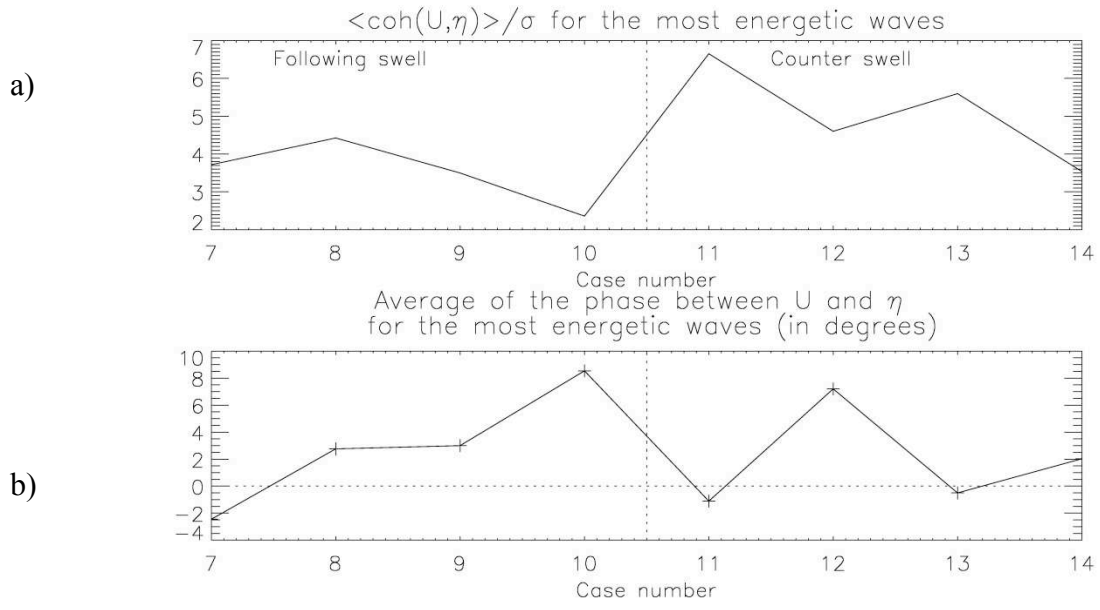 <coh(U,η)>/σ for the most energetic waves
a)
7
6
5
4
3
2
Following swell
Counter swell
7 8 9 10 11 12 13 14
Case number
Average of the phase between U and η
for the most energetic waves (in degrees)
b)
10
8
6
4
2
0
−2
−4
7 8 9 10 11 12 13 14
Case number